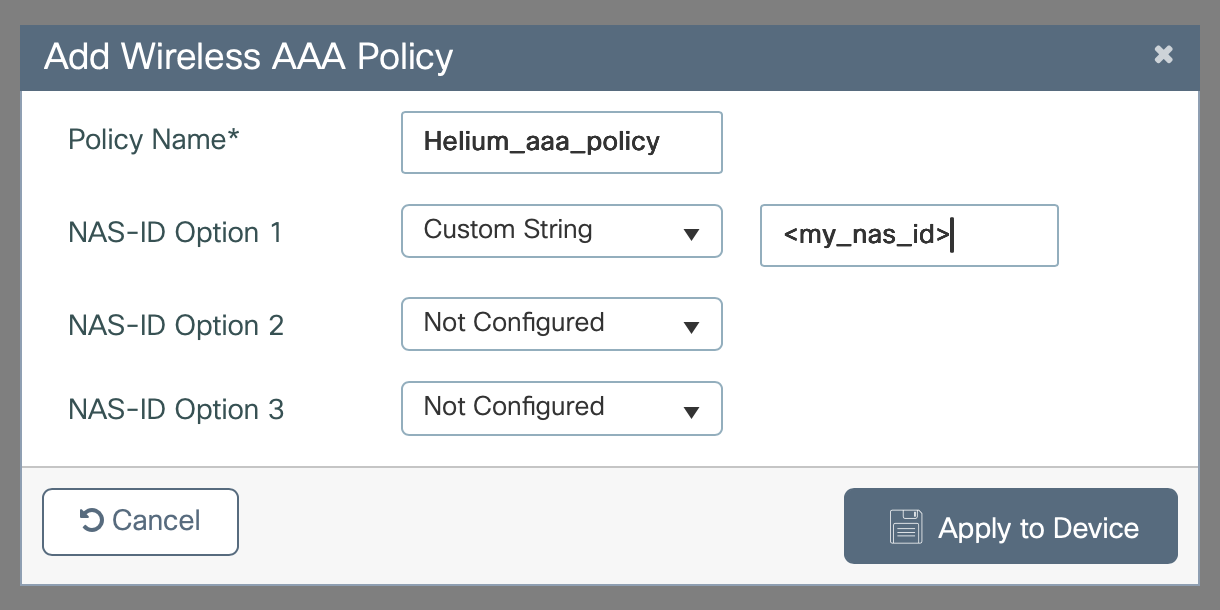 Add Wireless AAA Policy
Policy Name* Helium_aaa_policy
NAS-ID Option 1 Custom String <my_nas_id>
NAS-ID Option 2 Not Configured
NAS-ID Option 3 Not Configured
Cancel Apply to Device